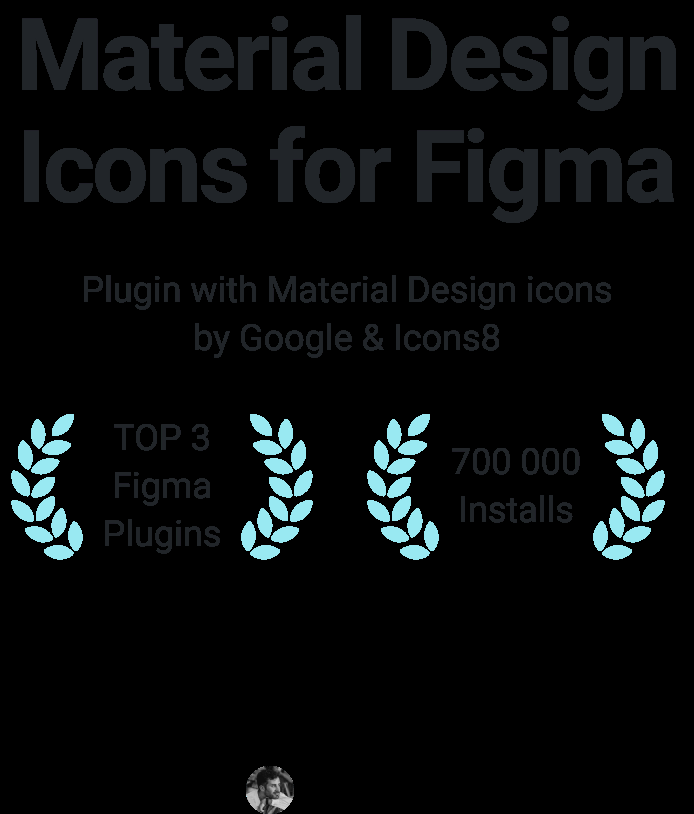 Material Design
Icons for Figma
Plugin with Material Design icons
by Google & Icons8
TOP 3
Figma
Plugins
700 000
Installs